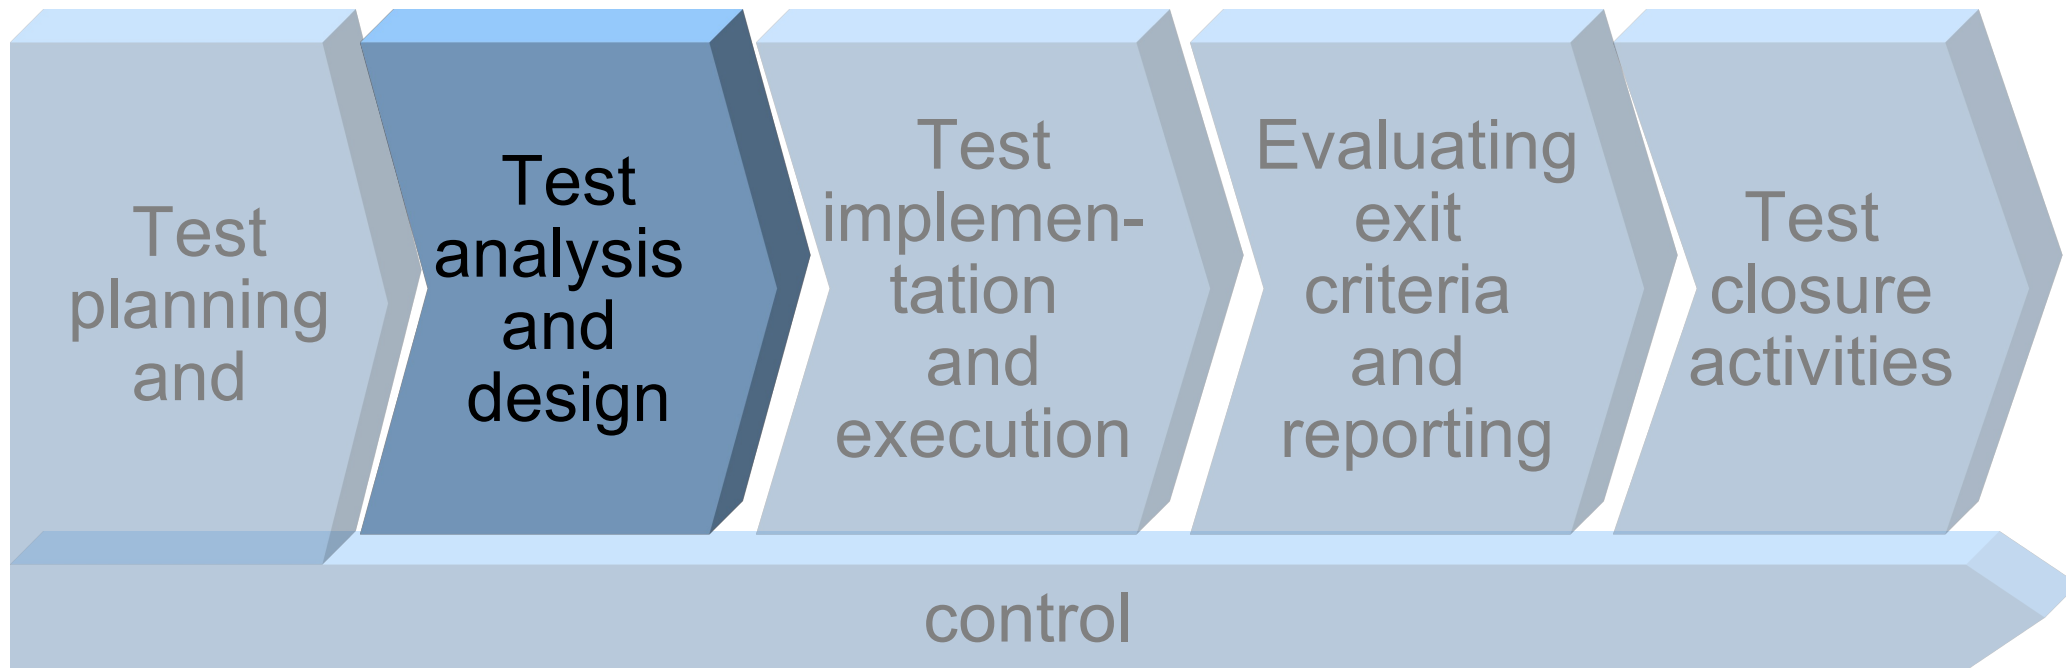 Test
planning
and
Test
analysis
and
design
Test
implemen-
tation
and
execution
Evaluating
exit
criteria
and
reporting
Test
closure
activities
control